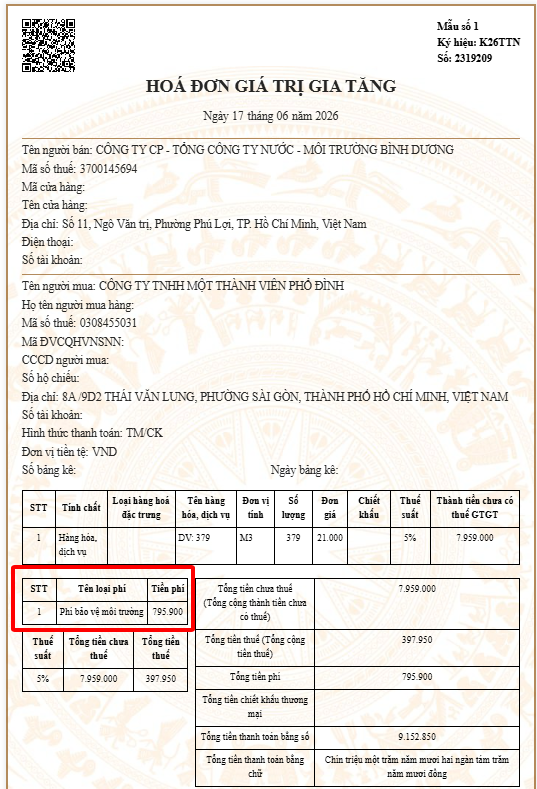 Mẫu số 1
Ký hiệu: K26TTN
Số: 2319209
HOÁ ĐƠN GIÁ TRỊ GIA TĂNG
Ngày 17 tháng 06 năm 2026
Tên người bán: CÔNG TY CP - TỔNG CÔNG TY NƯỚC - MÔI TRƯỜNG BÌNH DƯƠNG
Mã số thuế: 3700145694
Mã cửa hàng:
Tên cửa hàng:
Địa chỉ: Số 11, Ngô Văn trị, Phường Phú Lợi, TP. Hồ Chí Minh, Việt Nam
Điện thoại:
Số tài khoản:
Tên người mua: CÔNG TY TNHH MỘT THÀNH VIÊN PHỐ ĐÌNH
Họ tên người mua hàng:
Mã số thuế: 0308455031
Mã ĐVCQHVNSNN:
CCCD người mua:
Số hộ chiếu:
Địa chỉ: 8A /9D2 THÁI VĂN LUNG, PHƯỜNG SÀI GÒN, THÀNH PHỐ HỒ CHÍ MINH, VIỆT NAM
Số tài khoản:
Hình thức thanh toán: TM/CK
Đơn vị tiền tệ: VND
Số bảng kê: Ngày bảng kê:
STT Tính chất Loại hàng hoá đặc trưng Tên hàng hóa, dịch vụ Đơn vị tính Số lượng Đơn giá Chiết khấu Thuế suất Thành tiền chưa có thuế GTGT
1 Hàng hóa, dịch vụ DV: 379 M3 379 21.000 5% 7.959.000
STT Tên loại phí Tiền phí
1 Phí bảo vệ môi trường 795.900
Thuế suất Tổng tiền chưa thuế Tổng tiền thuế
5% 7.959.000 397.950
Tổng tiền chưa thuế (Tổng cộng thành tiền chưa có thuế) 7.959.000
Tổng tiền thuế (Tổng cộng tiền thuế) 397.950
Tổng tiền phí 795.900
Tổng tiền chiết khấu thương mại
Tổng tiền thanh toán bằng số 9.152.850
Tổng tiền thanh toán bằng chữ Chín triệu một trăm năm mươi hai ngàn tám trăm năm mươi đồng